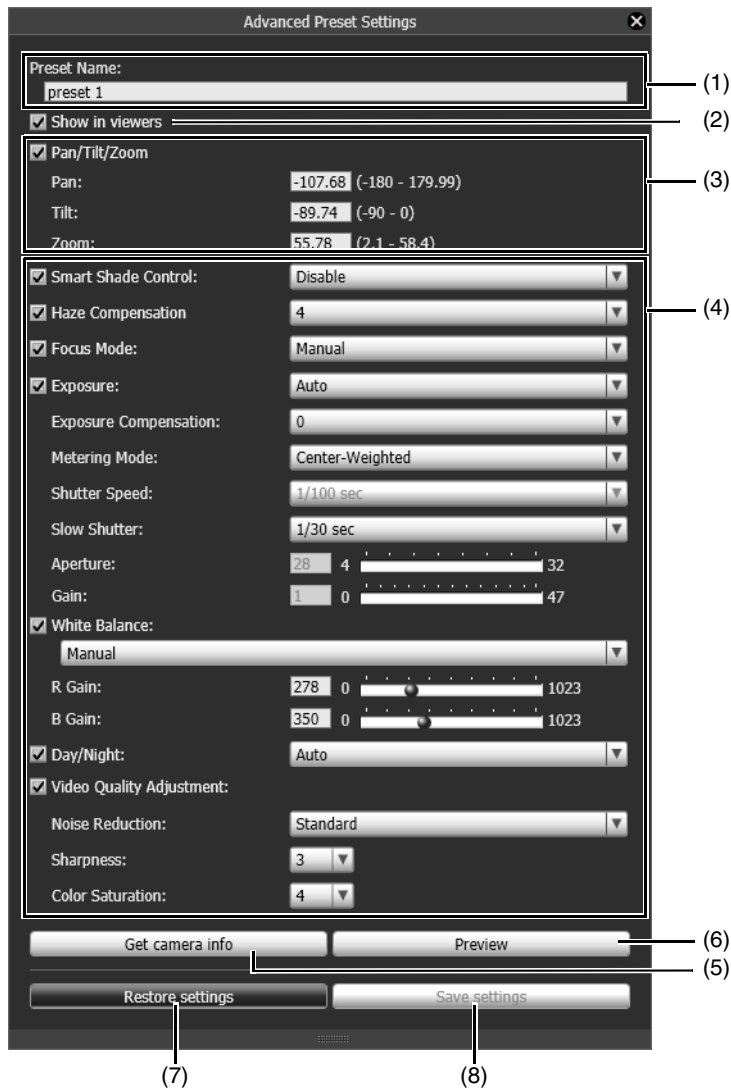 Advanced Preset Settings
Preset Name:
preset 1
(1)
Show in viewers
(2)
Pan/Tilt/Zoom
Pan: -107.68 (-180 - 179.99)
(3)
Tilt: -89.74 (-90 - 0)
Zoom: 55.78 (2.1 - 58.4)
Smart Shade Control: Disable
Haze Compensation 4
(4)
Focus Mode: Manual
Exposure: Auto
Exposure Compensation: 0
Metering Mode: Center-Weighted
Shutter Speed: 1/100 sec
Slow Shutter: 1/30 sec
Aperture: 28 4 32
Gain: 1 0 47
White Balance:
Manual
R Gain: 278 0 1023
B Gain: 350 0 1023
Day/Night: Auto
Video Quality Adjustment:
Noise Reduction: Standard
Sharpness: 3
Color Saturation: 4
Get camera info Preview
(6)
(5)
Restore settings Save settings
(7) (8)